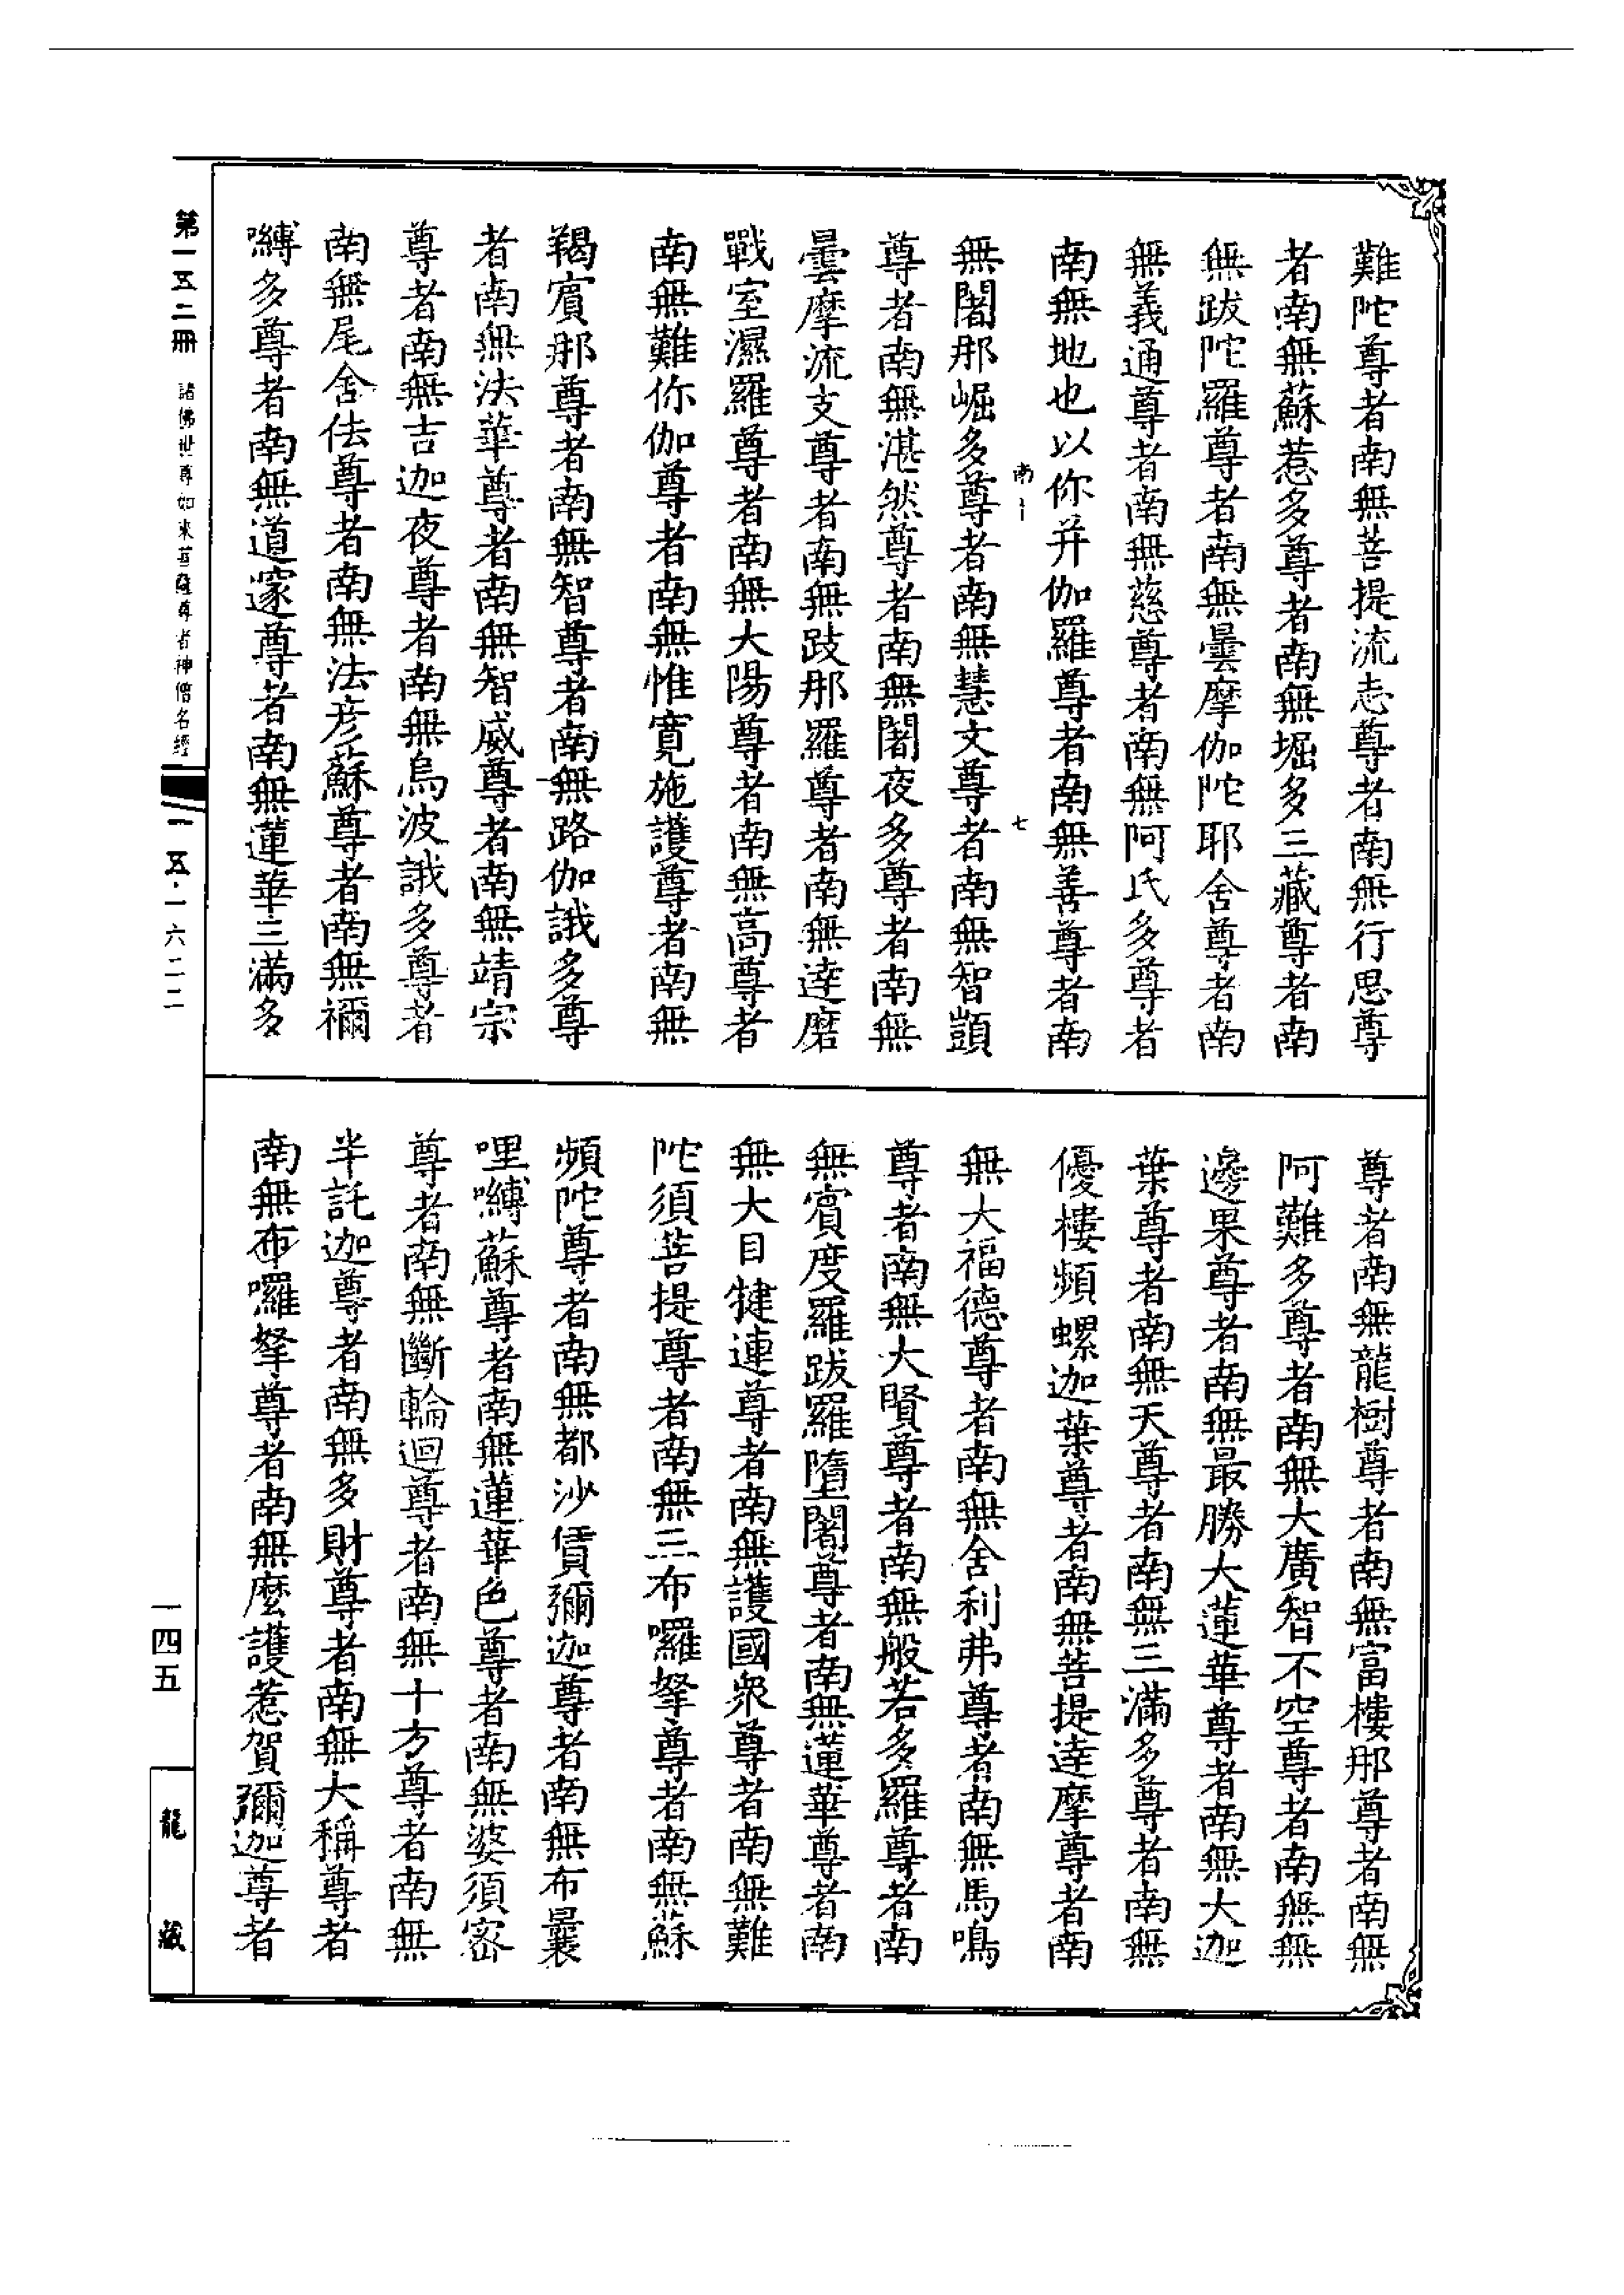 難陀尊者南無菩提流志尊者南無行思尊
者南無蘇惹多尊者南無堀多三藏尊者南
無跋陀羅尊者南無曇摩伽陀耶舍尊者南
無義通尊者南無慈尊者南無阿氏多尊者
南無地也以你并伽羅尊者南無善尊者南
七
無闍那崛多尊者南無慧文尊者南無智顗
尊者南無湛然尊者南無闍夜多尊者南無
曇摩流支尊者南無跂那羅尊者南無達磨
戰室濕羅尊者南無大陽尊者南無高尊者
南無難你伽尊者南無惟寬施護尊者南無
羯賓那尊者南無智尊者南無路伽誐多尊
者南無法華尊者南無智威尊者南無靖宗
尊者南無吉迦夜尊者南無烏波誐多尊者
南無尾舍佉尊者南無法彥蘇尊者南無禰
嚩多尊者南無道邃尊者南無蓮華三滿多
尊者南無龍樹尊者南無富樓那尊者南無
阿難多尊者南無大廣智不空尊者南無無
邊果尊者南無最勝大蓮華尊者南無大迦
葉尊者南無天尊者南無三滿多尊者南無
優樓頻螺迦葉尊者南無菩提達摩尊者南
無大福德尊者南無舍利弗尊者南無馬鳴
尊者南無大賢尊者南無般若多羅尊者南
無賓度羅跋羅墮闍尊者南無蓮華尊者南
無大目犍連尊者南無護國衆尊者南無難
陀須菩提尊者南無三布囉拏尊者南無蘇
頻陀尊者南無都沙賃彌迦尊者南無布曩
哩嚩蘇尊者南無蓮華色尊者南無婆須密
尊者南無斷輪迴尊者南無十方尊者南無
半託迦尊者南無多財尊者南無大稱尊者
南無布囉拏尊者南無麼護惹賀彌迦尊者
第一五二冊 諸佛世尊如來菩薩尊者神僧名經
一五·一六二二
一四五
龍藏